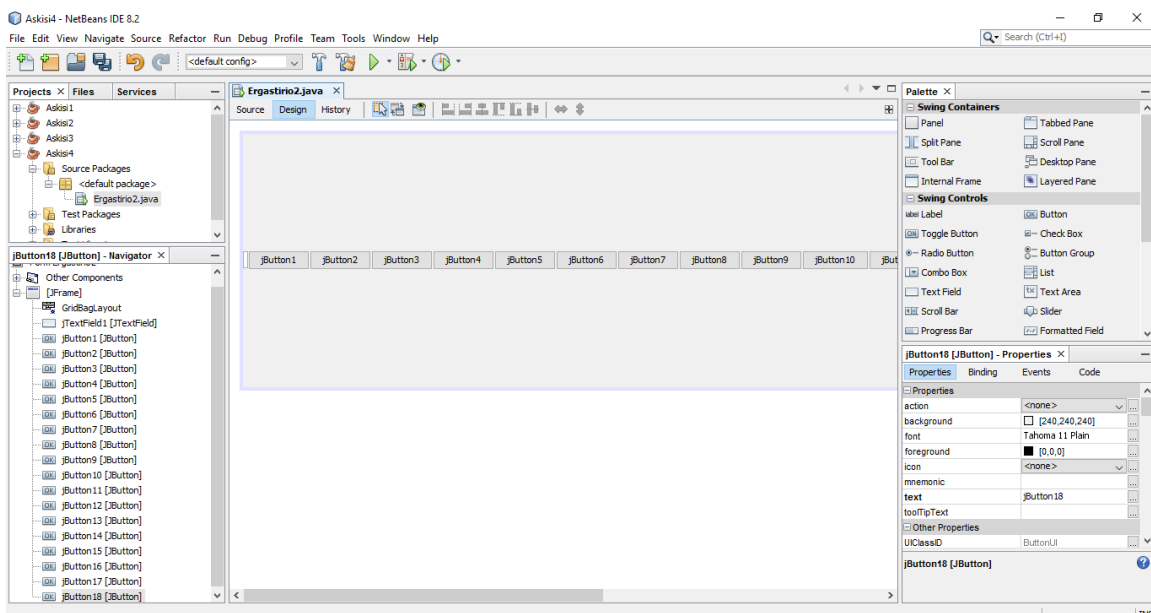 Askisi4 - NetBeans IDE 8.2
File Edit View Navigate Source Refactor Run Debug Profile Team Tools Window Help
Search (Ctrl+I)
<default config>
Projects Files Services
Askisi1
Askisi2
Askisi3
Askisi4
Source Packages
<default package>
Ergastirio2.java
Test Packages
Libraries
jButton18 [JButton] - Navigator
Other Components
[JFrame]
GridBagLayout
jTextField1 [JTextField]
jButton1 [JButton]
jButton2 [JButton]
jButton3 [JButton]
jButton4 [JButton]
jButton5 [JButton]
jButton6 [JButton]
jButton7 [JButton]
jButton8 [JButton]
jButton9 [JButton]
jButton10 [JButton]
jButton11 [JButton]
jButton12 [JButton]
jButton13 [JButton]
jButton14 [JButton]
jButton15 [JButton]
jButton16 [JButton]
jButton17 [JButton]
jButton18 [JButton]
Ergastirio2.java
Source Design History
jButton1 jButton2 jButton3 jButton4 jButton5 jButton6 jButton7 jButton8 jButton9 jButton10 jBut
Palette
Swing Containers
Panel Tabbed Pane
Split Pane Scroll Pane
Tool Bar Desktop Pane
Internal Frame Layered Pane
Swing Controls
label Label OK Button
ON Toggle Button Check Box
Radio Button Button Group
Combo Box List
Text Field Text Area
Scroll Bar Slider
Progress Bar Formatted Field
jButton18 [JButton] - Properties
Properties Binding Events Code
Properties
action <none>
background [240,240,240]
font Tahoma 11 Plain
foreground [0,0,0]
icon <none>
mnemonic
text jButton18
toolTipText
Other Properties
UIClassID ButtonUI
jButton18 [JButton]